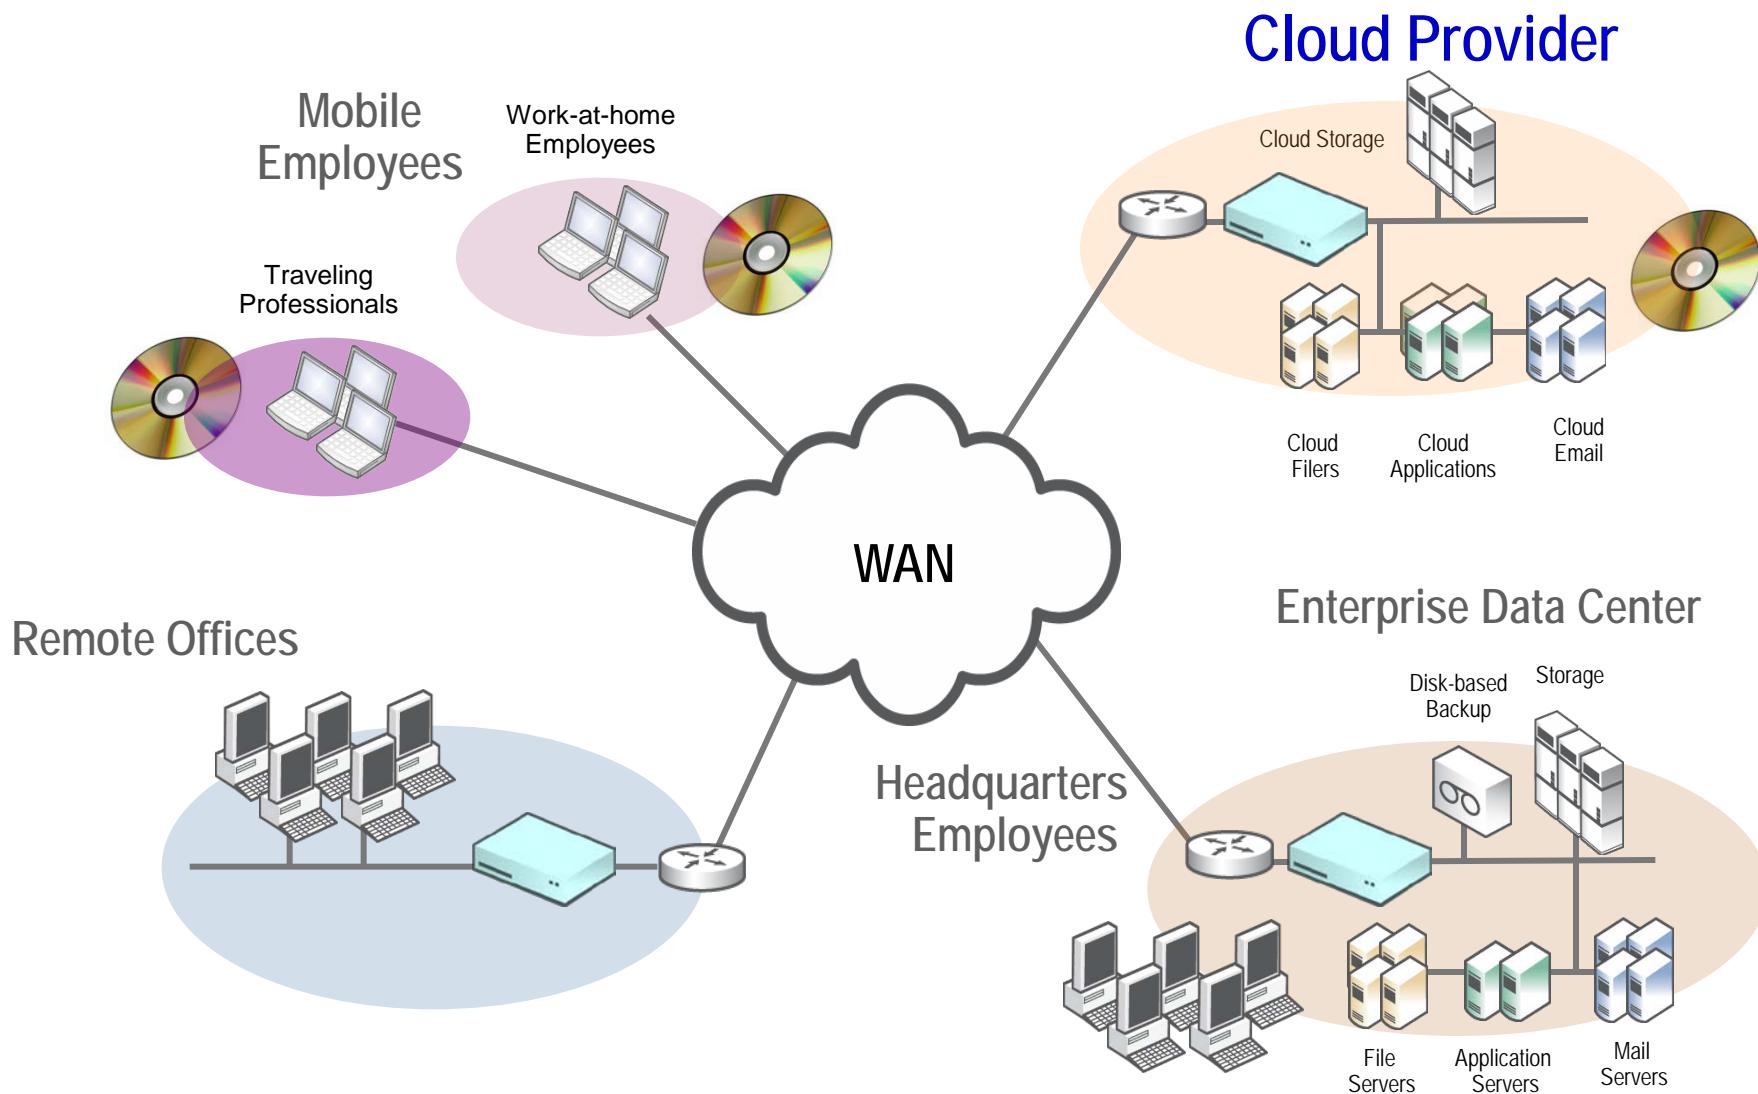 Cloud Provider
Mobile
Employees
Work-at-home
Employees
Cloud Storage
Traveling
Professionals
Cloud
Filers
Cloud
Applications
Cloud
Email
WAN
Remote Offices
Enterprise Data Center
Disk-based
Backup
Storage
Headquarters
Employees
File
Servers
Application
Servers
Mail
Servers